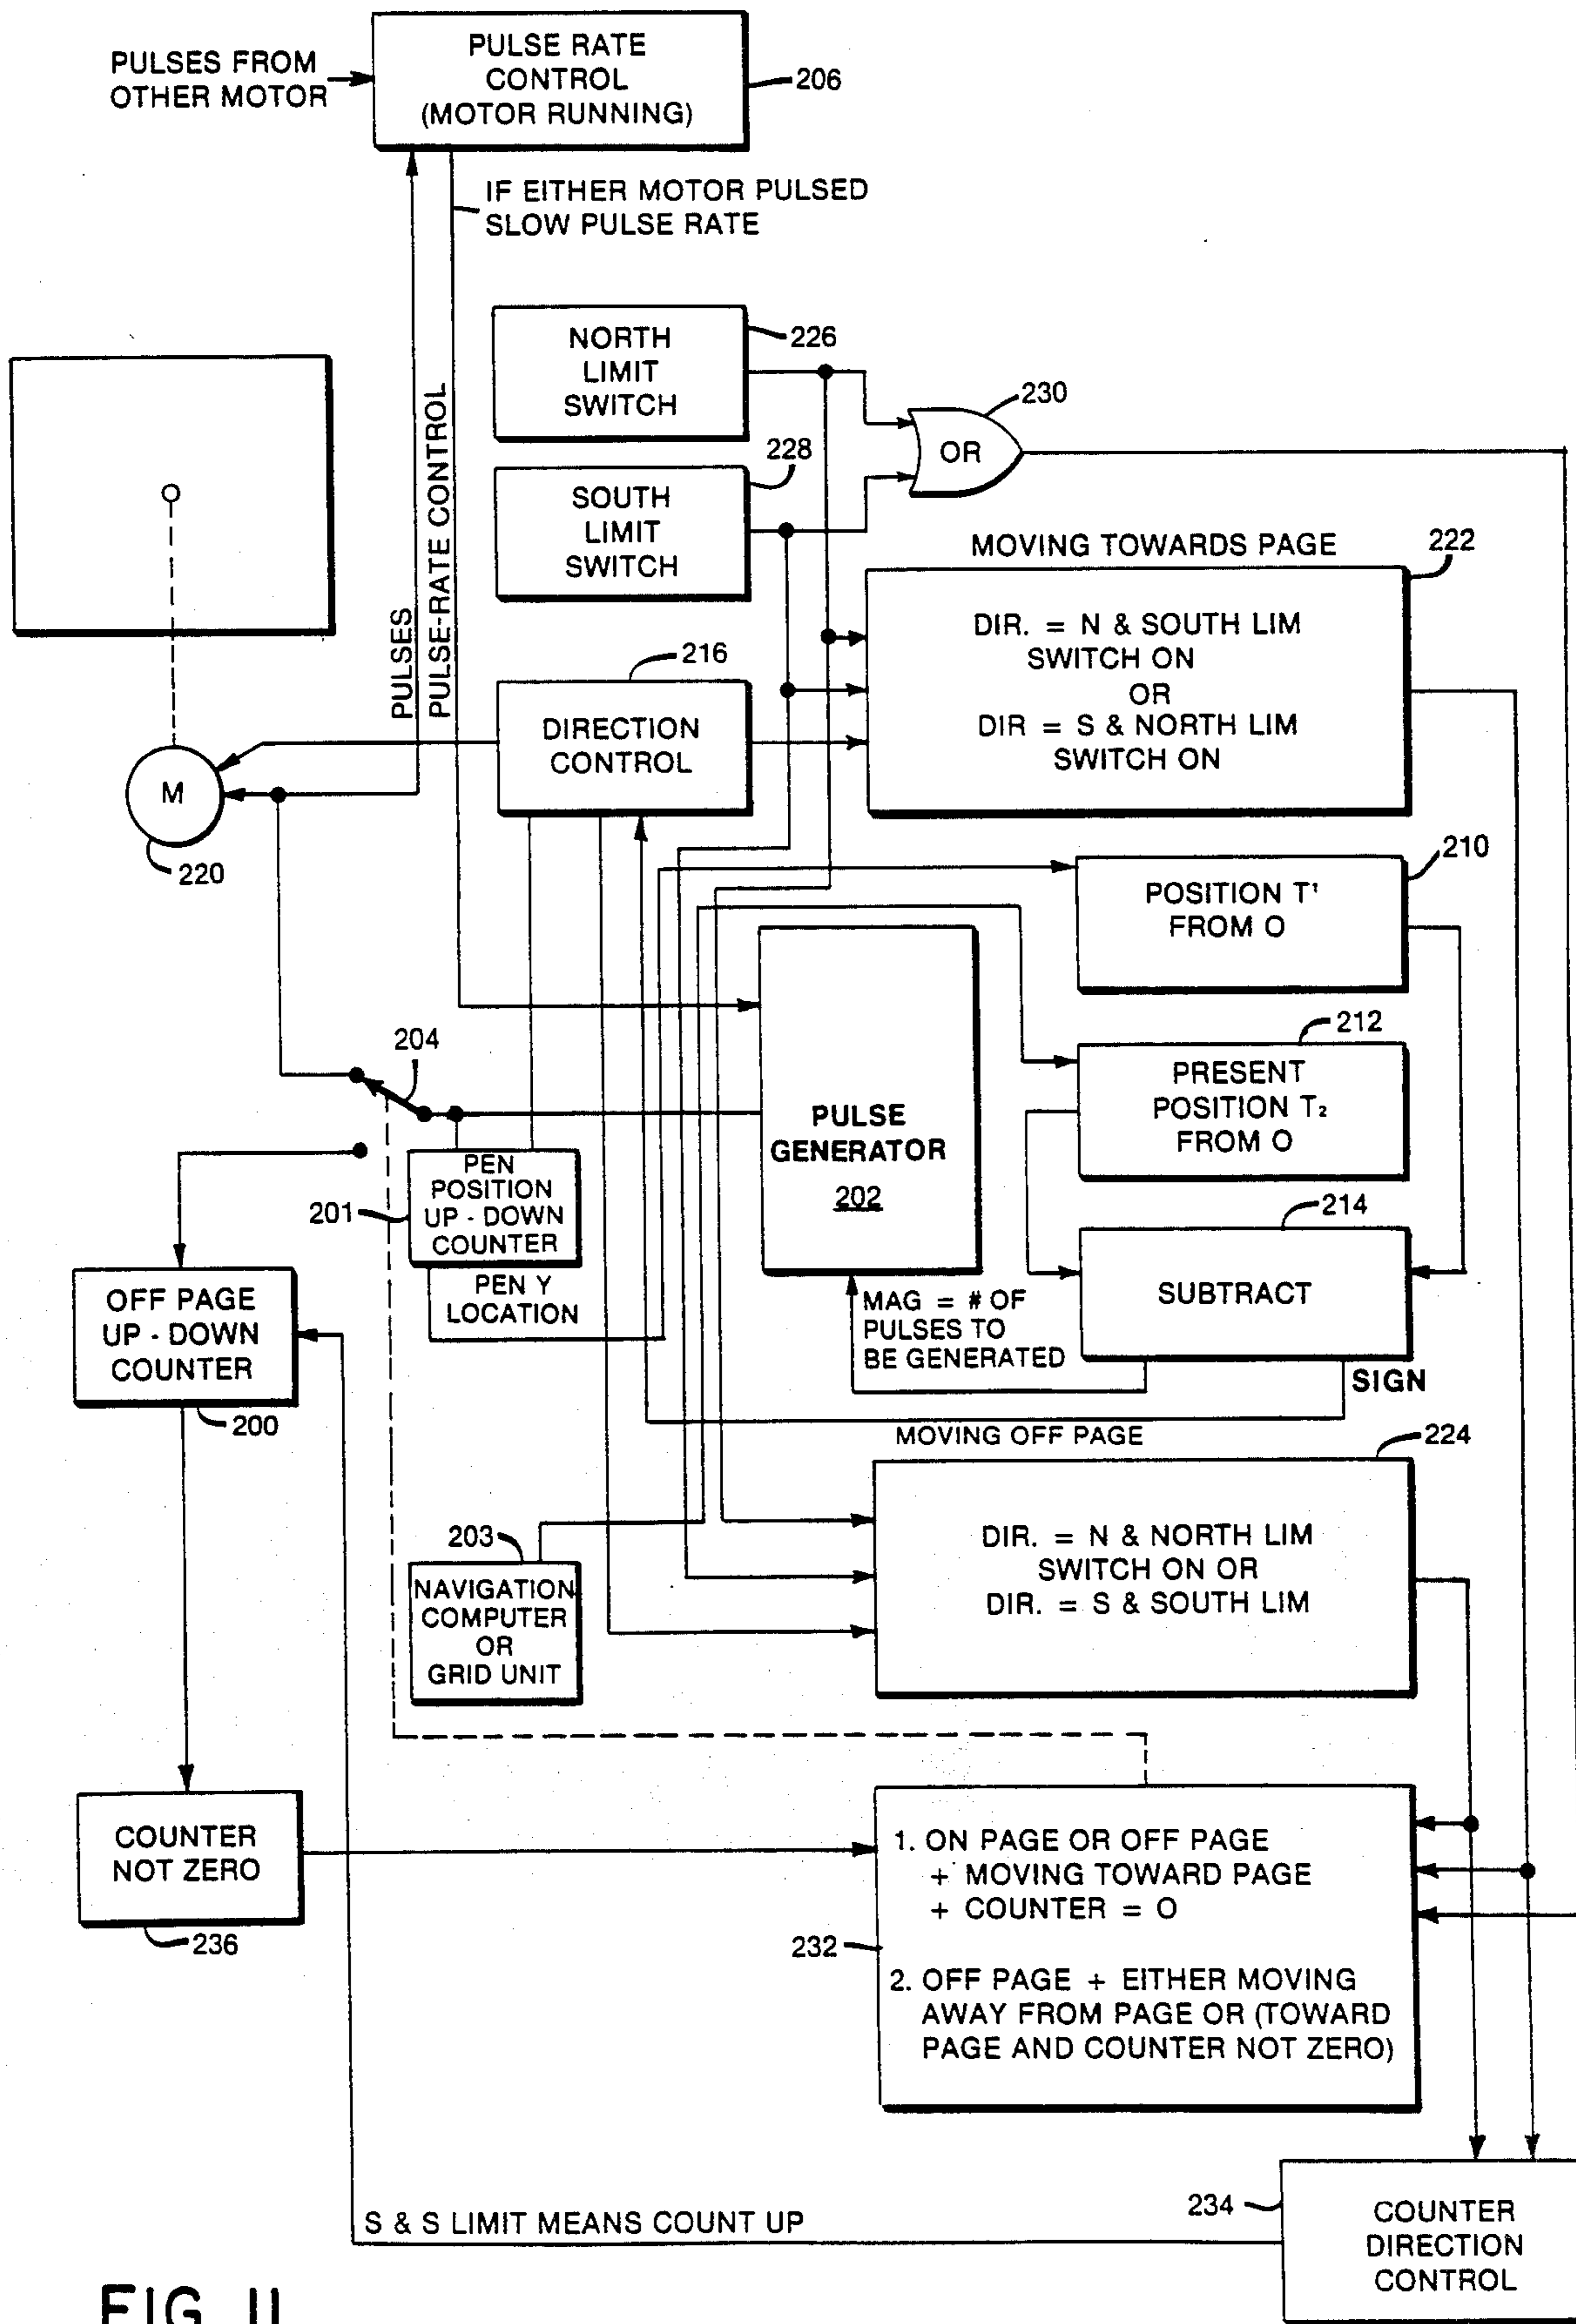 PULSE RATE
CONTROL
(MOTOR RUNNING)
PULSES FROM
OTHER MOTOR
206
IF EITHER MOTOR PULSED
SLOW PULSE RATE
PULSES
PULSE-RATE CONTROL
NORTH
LIMIT
SWITCH
226
SOUTH
LIMIT
SWITCH
228
OR
230
MOVING TOWARDS PAGE
222
DIR. = N & SOUTH LIM
SWITCH ON
OR
DIR = S & NORTH LIM
SWITCH ON
216
DIRECTION
CONTROL
M
220
210
POSITION T¹
FROM O
212
PRESENT
POSITION T₂
FROM O
204
PULSE
GENERATOR
202
PEN
POSITION
UP - DOWN
COUNTER
201
PEN Y
LOCATION
214
SUBTRACT
MAG = # OF
PULSES TO
BE GENERATED
SIGN
OFF PAGE
UP - DOWN
COUNTER
200
MOVING OFF PAGE
224
DIR. = N & NORTH LIM
SWITCH ON OR
DIR. = S & SOUTH LIM
203
NAVIGATION
COMPUTER
OR
GRID UNIT
COUNTER
NOT ZERO
236
1. ON PAGE OR OFF PAGE
+ MOVING TOWARD PAGE
+ COUNTER = O
232
2. OFF PAGE + EITHER MOVING
AWAY FROM PAGE OR (TOWARD
PAGE AND COUNTER NOT ZERO)
234
COUNTER
DIRECTION
CONTROL
S & S LIMIT MEANS COUNT UP
FIG. 11